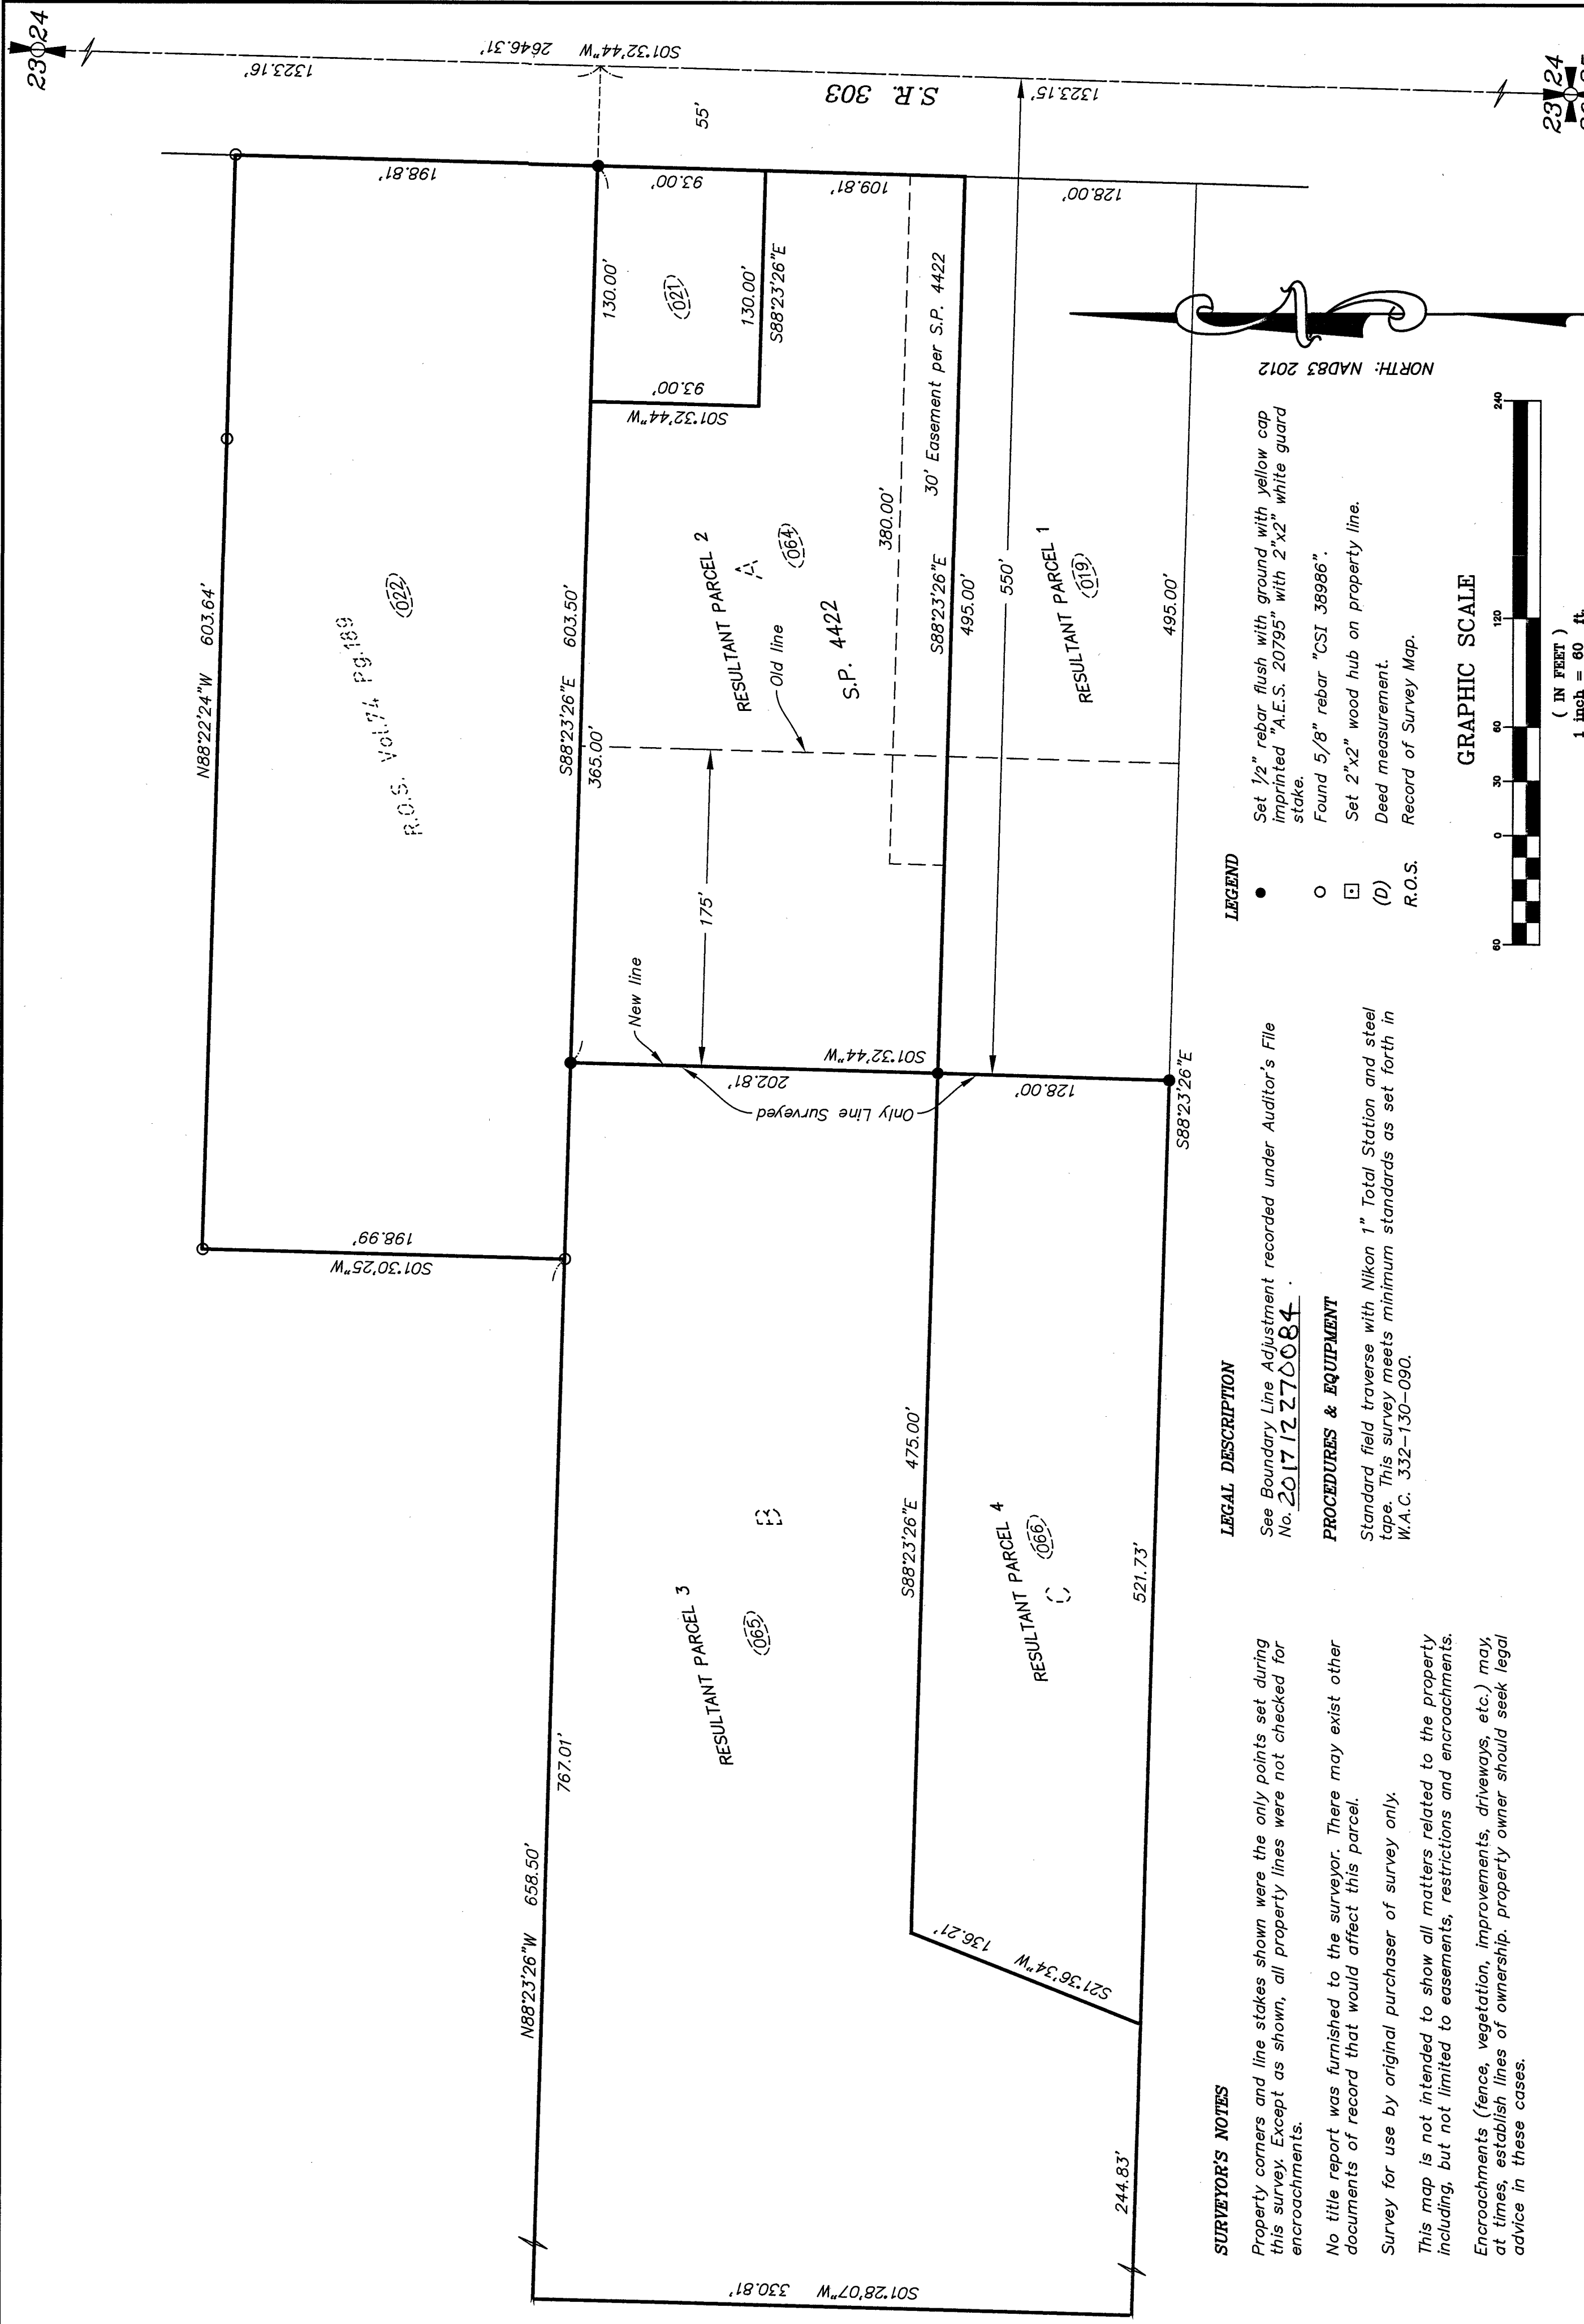 23 24
S01°32'44"W 2646.31'
1323.16'
1323.15'
S.R. 303
55'
23 24
N88°22'24"W 603.64'
198.81'
R.O.S. Vol.74 Pg.189
022
S01°30'25"W
198.99'
S88°23'26"E 603.50'
365.00'
130.00'
93.00'
021
130.00'
S88°23'26"E
93.00'
S01°32'44"W
109.81'
128.00'
RESULTANT PARCEL 2
A
064
S.P. 4422
Old line
175'
New line
380.00'
30' Easement per S.P. 4422
S88°23'26"E
495.00'
550'
RESULTANT PARCEL 1
019
495.00'
S01°32'44"W
202.81'
Only Line Surveyed
128.00'
S88°23'26"E
N88°23'26"W 658.50'
767.01'
RESULTANT PARCEL 3
065
B
S88°23'26"E 475.00'
RESULTANT PARCEL 4
C
066
521.73'
136.21'
S21°36'34"W
244.83'
S01°28'07"W 330.81'
SURVEYOR'S NOTES
Property corners and line stakes shown were the only points set during
this survey. Except as shown, all property lines were not checked for
encroachments.
No title report was furnished to the surveyor. There may exist other
documents of record that would affect this parcel.
Survey for use by original purchaser of survey only.
This map is not intended to show all matters related to the property
including, but not limited to easements, restrictions and encroachments.
Encroachments (fence, vegetation, improvements, driveways, etc.) may,
at times, establish lines of ownership. property owner should seek legal
advice in these cases.
LEGAL DESCRIPTION
See Boundary Line Adjustment recorded under Auditor's File
No. 201712270084 .
PROCEDURES & EQUIPMENT
Standard field traverse with Nikon 1" Total Station and steel
tape. This survey meets minimum standards as set forth in
W.A.C. 332-130-090.
LEGEND
Set 1/2" rebar flush with ground with yellow cap
imprinted "A.E.S. 20795" with 2"x2" white guard
stake.
Found 5/8" rebar "CSI 38986".
Set 2"x2" wood hub on property line.
(D) Deed measurement.
R.O.S. Record of Survey Map.
NORTH: NAD83 2012
GRAPHIC SCALE
60 0 30 60 120 240
( IN FEET )
1 inch = 60 ft.